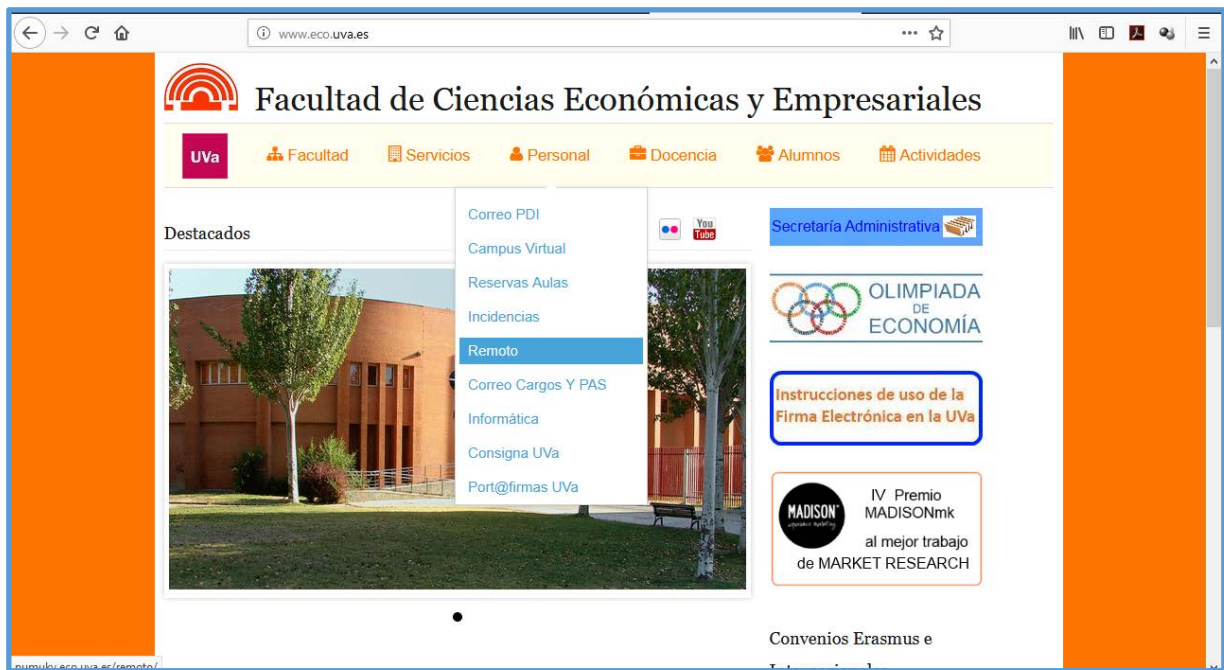 www.eco.uva.es
Facultad de Ciencias Económicas y Empresariales
UVa
Facultad
Servicios
Personal
Docencia
Alumnos
Actividades
Correo PDI
Campus Virtual
Reservas Aulas
Incidencias
Remoto
Correo Cargos Y PAS
Informática
Consigna UVa
Port@firmas UVa
Destacados
You
Tube
Secretaría Administrativa
OLIMPIADA
DE
ECONOMÍA
Instrucciones de uso de la
Firma Electrónica en la UVa
MADISON
IV Premio
MADISONmk
al mejor trabajo
de MARKET RESEARCH
Convenios Erasmus e